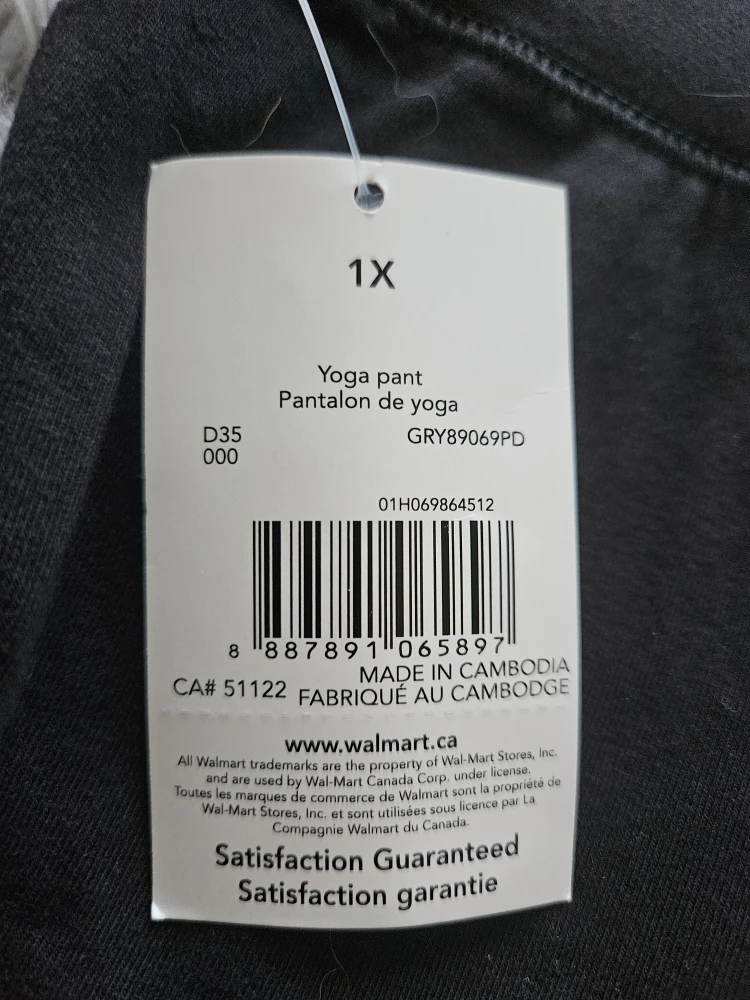 1X
Yoga pant
Pantalon de yoga
D35 GRY89069PD
000
01H069864512
8 887891 065897
MADE IN CAMBODIA
CA# 51122 FABRIQUÉ AU CAMBODGE
www.walmart.ca
All Walmart trademarks are the property of Wal-Mart Stores, Inc.
and are used by Wal-Mart Canada Corp. under license.
Toutes les marques de commerce de Walmart sont la propriété de
Wal-Mart Stores, Inc. et sont utilisées sous licence par La
Compagnie Walmart du Canada.
Satisfaction Guaranteed
Satisfaction garantie